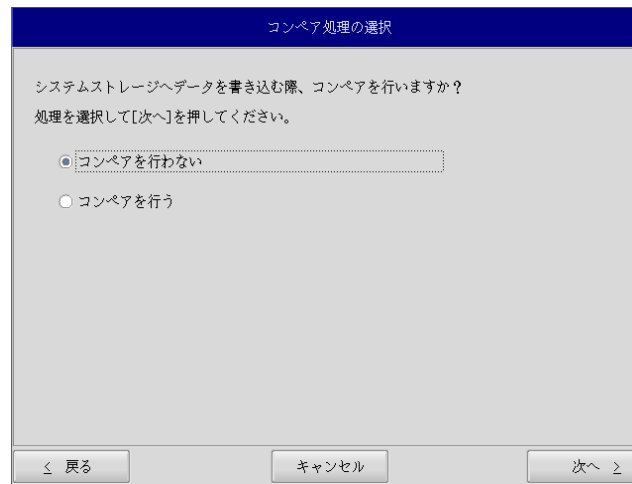 コンペア処理の選択
システムストレージへデータを書き込む際、コンペアを行いますか？
処理を選択して[次へ]を押してください。
コンペアを行わない
コンペアを行う
< 戻る
キャンセル
次へ >